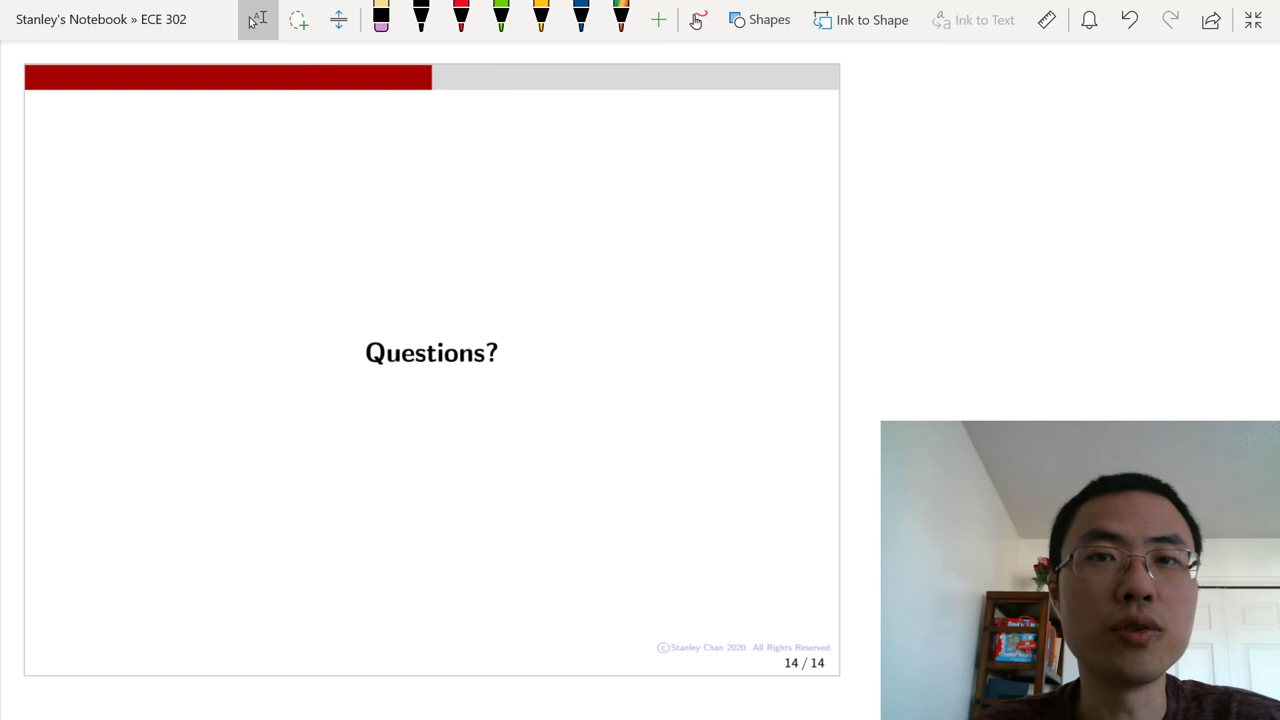 Stanley's Notebook » ECE 302
Shapes
Ink to Shape
Ink to Text
Questions?
©Stanley Chan 2020. All Rights Reserved.
14 / 14